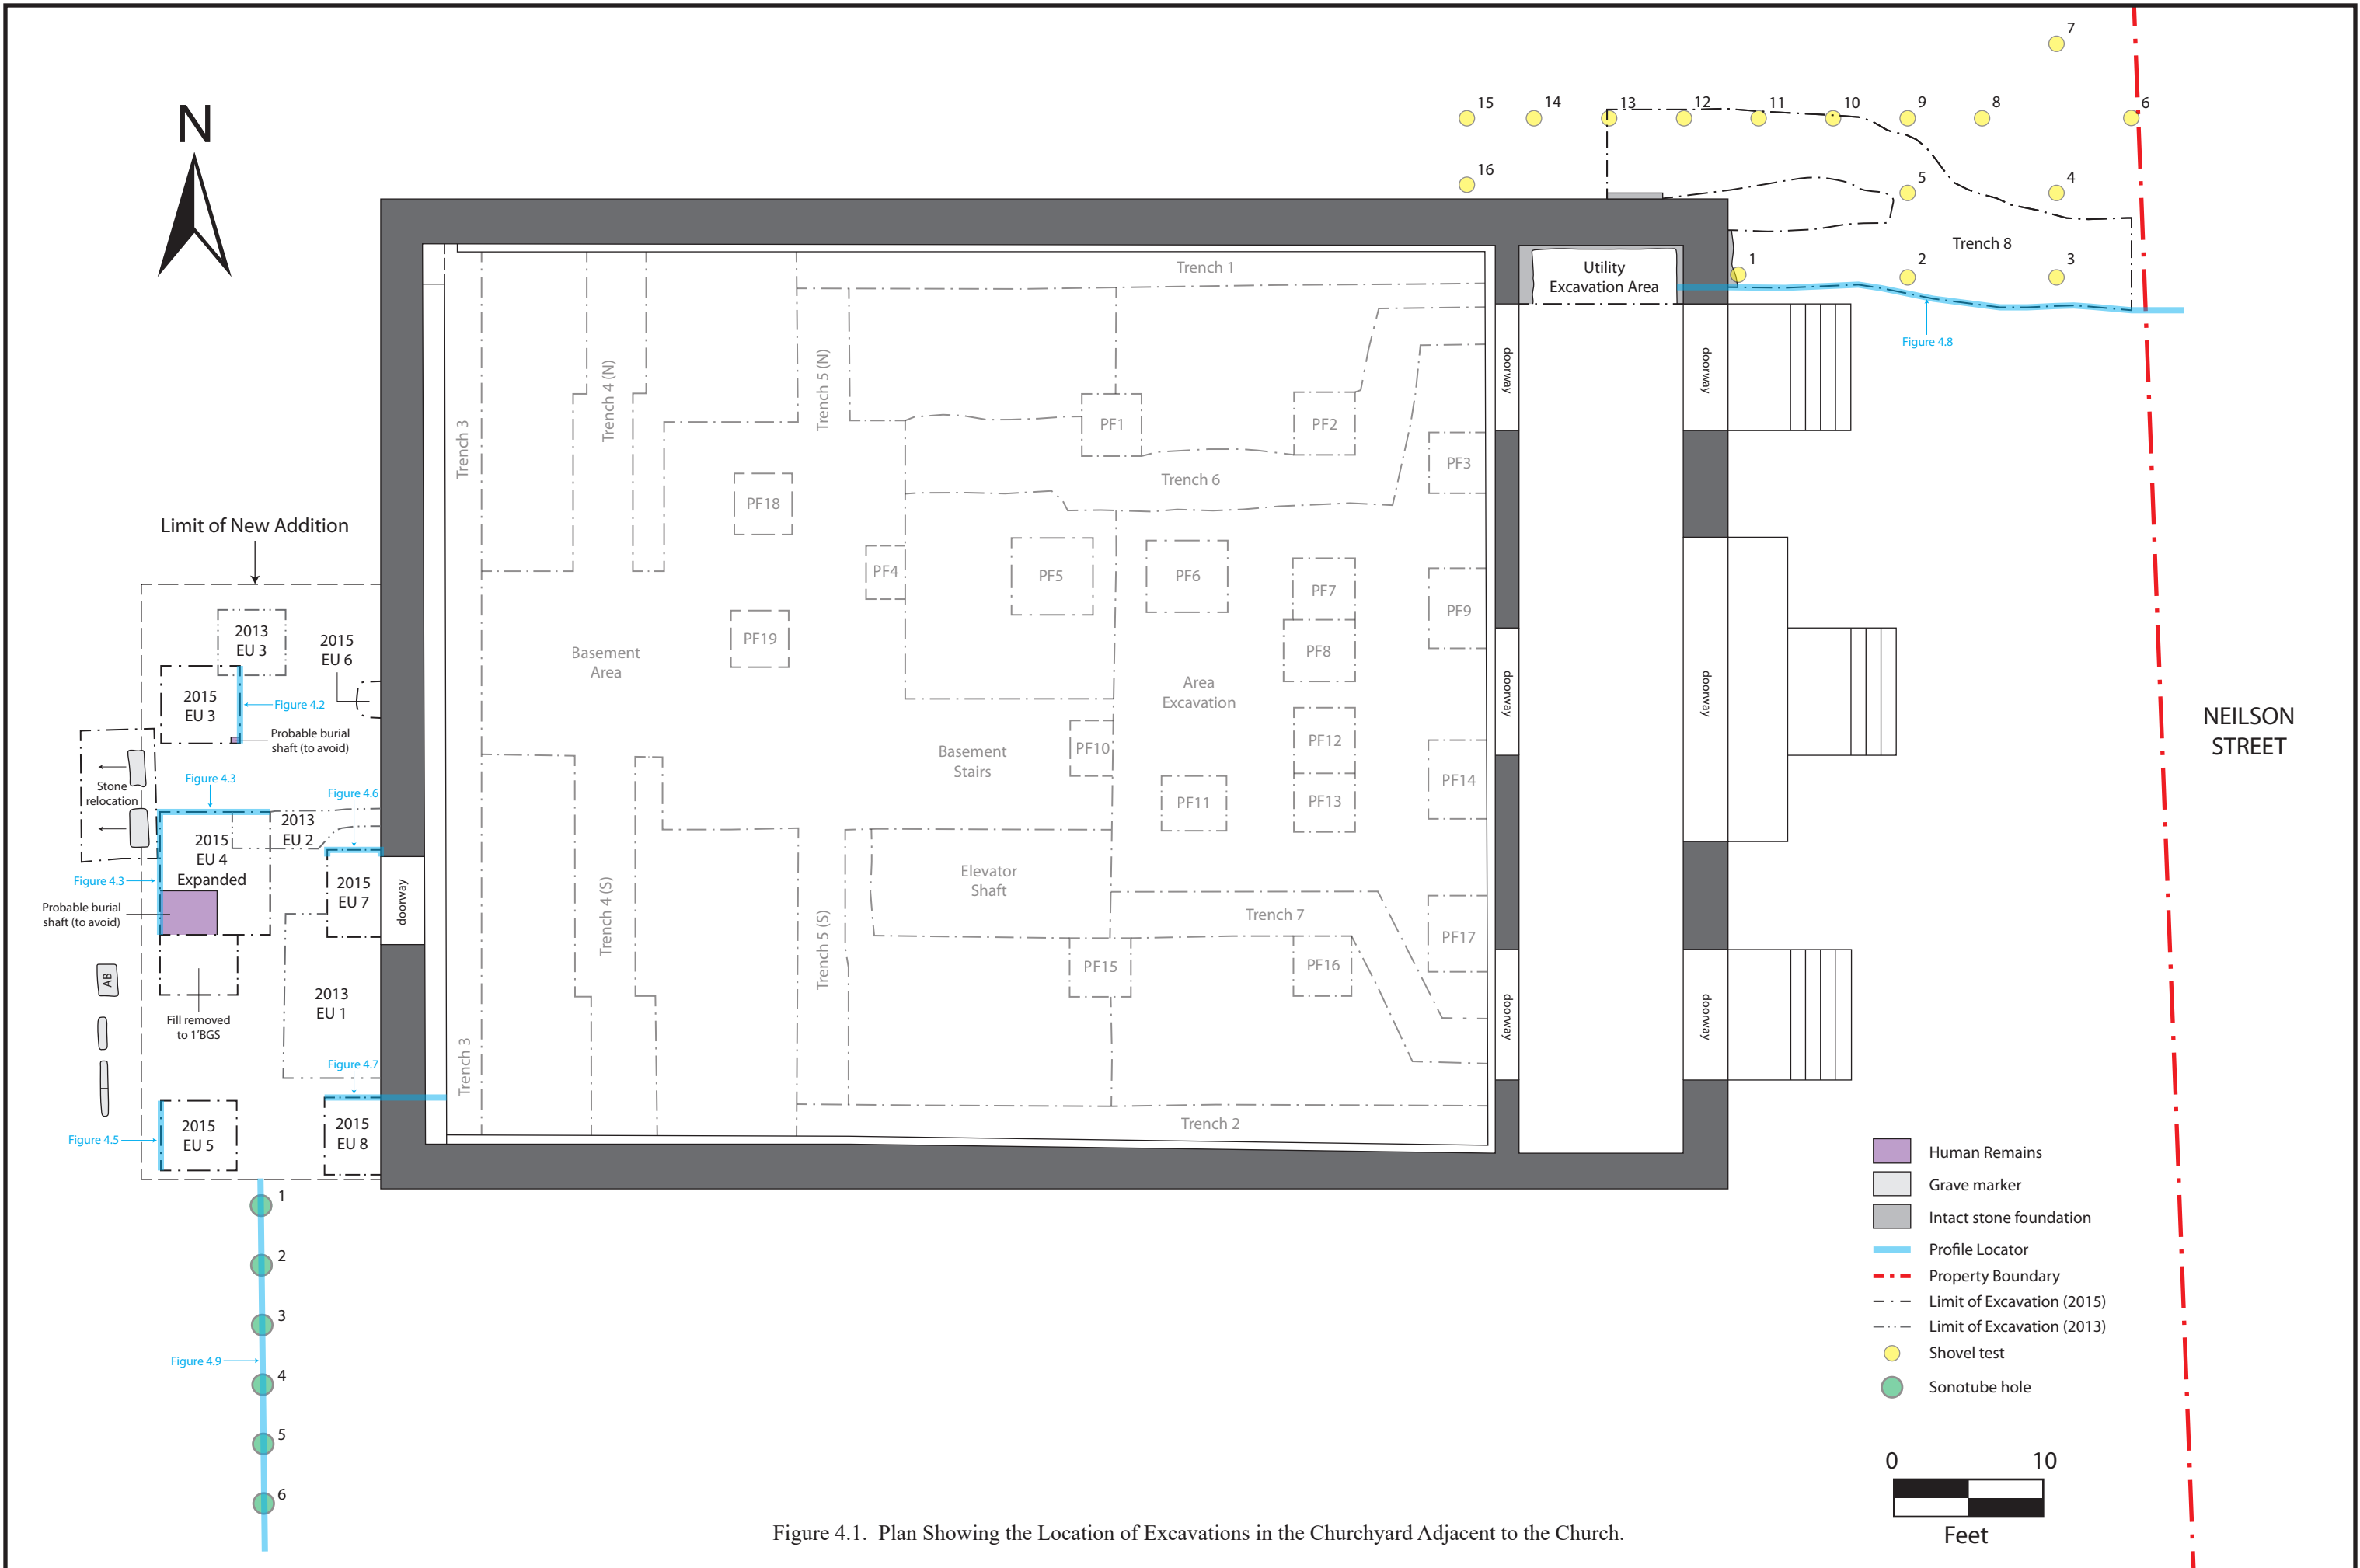 7
N
15
14
13
12
11
10
9
8
6
16
5
4
Trench 8
1
2
3
Utility
Excavation Area
Trench 1
Figure 4.8
doorway
doorway
Trench 3
Trench 4 (N)
Trench 5 (N)
PF1
PF2
PF3
Trench 6
PF18
Limit of New Addition
PF4
PF5
PF6
PF7
PF9
PF19
PF8
Basement
Area
Area
Excavation
2013
EU 3
2015
EU 6
2015
EU 3
Figure 4.2
Probable burial
shaft (to avoid)
doorway
doorway
NEILSON
STREET
PF10
PF12
Basement
Stairs
PF14
PF11
PF13
Stone
relocation
Figure 4.3
Figure 4.6
2013
EU 2
2015
EU 4
Expanded
Figure 4.3
2015
EU 7
doorway
Probable burial
shaft (to avoid)
Elevator
Shaft
Trench 7
Trench 4 (S)
Trench 5 (S)
PF17
PF15
PF16
AB
2013
EU 1
Fill removed
to 1'BGS
doorway
doorway
Trench 3
Figure 4.7
Trench 2
2015
EU 5
2015
EU 8
Figure 4.5
1
2
3
4
5
6
Figure 4.9
Human Remains
Grave marker
Intact stone foundation
Profile Locator
Property Boundary
Limit of Excavation (2015)
Limit of Excavation (2013)
Shovel test
Sonotube hole
0 10
Feet
Figure 4.1. Plan Showing the Location of Excavations in the Churchyard Adjacent to the Church.